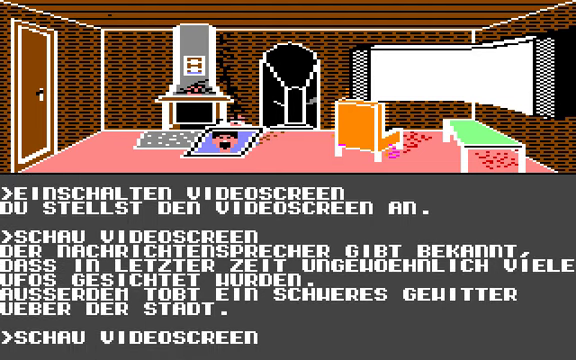 >EINSCHALTEN VIDEOSCREEN
DU STELLST DEN VIDEOSCREEN AN.
>SCHAU VIDEOSCREEN
DER NACHRICHTENSPRECHER GIBT BEKANNT,
DASS IN LETZTER ZEIT UNGEWOEHNLICH VIELE
UFOS GESICHTET WURDEN.
AUSSERDEM TOBT EIN SCHWERES GEWITTER
UEBER DER STADT.
>SCHAU VIDEOSCREEN